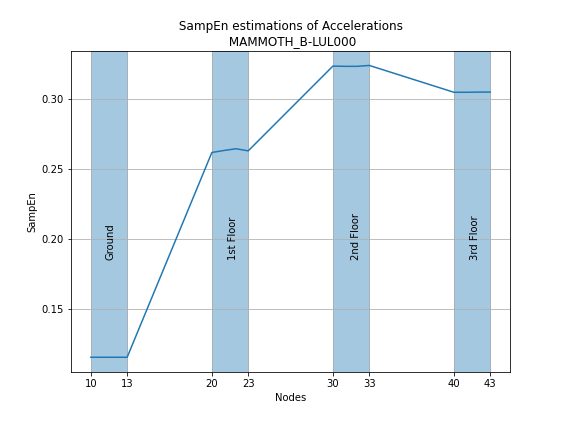 SampEn estimations of Accelerations
MAMMOTH_B-LUL000
SampEn
0.30
0.25
0.20
0.15
Ground
1st Floor
2nd Floor
3rd Floor
10 13 20 23 30 33 40 43
Nodes